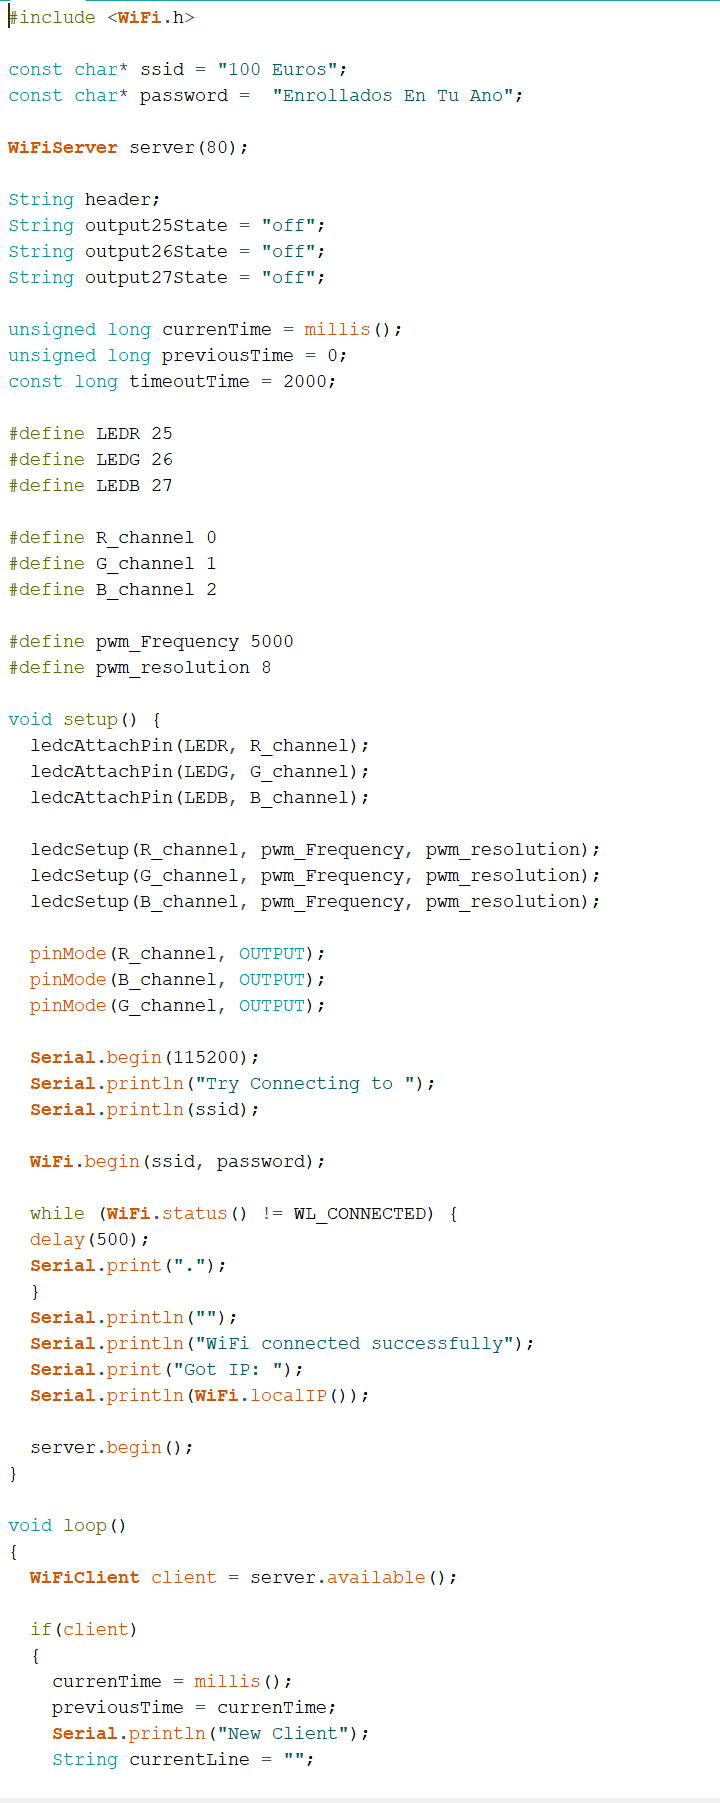 #include <WiFi.h>
const char* ssid = "100 Euros";
const char* password =  "Enrollados En Tu Ano";
WiFiServer server(80);
String header;
String output25State = "off";
String output26State = "off";
String output27State = "off";
unsigned long currenTime = millis();
unsigned long previousTime = 0;
const long timeoutTime = 2000;
#define LEDR 25
#define LEDG 26
#define LEDB 27
#define R_channel 0
#define G_channel 1
#define B_channel 2
#define pwm_Frequency 5000
#define pwm_resolution 8
void setup() {
  ledcAttachPin(LEDR, R_channel);
  ledcAttachPin(LEDG, G_channel);
  ledcAttachPin(LEDB, B_channel);
  ledcSetup(R_channel, pwm_Frequency, pwm_resolution);
  ledcSetup(G_channel, pwm_Frequency, pwm_resolution);
  ledcSetup(B_channel, pwm_Frequency, pwm_resolution);
  pinMode(R_channel, OUTPUT);
  pinMode(B_channel, OUTPUT);
  pinMode(G_channel, OUTPUT);
  Serial.begin(115200);
  Serial.println("Try Connecting to ");
  Serial.println(ssid);
  WiFi.begin(ssid, password);
  while (WiFi.status() != WL_CONNECTED) {
  delay(500);
  Serial.print(".");
  }
  Serial.println("");
  Serial.println("WiFi connected successfully");
  Serial.print("Got IP: ");
  Serial.println(WiFi.localIP());
  server.begin();
}
void loop()
{
  WiFiClient client = server.available();
  if(client)
  {
    currenTime = millis();
    previousTime = currenTime;
    Serial.println("New Client");
    String currentLine = "";